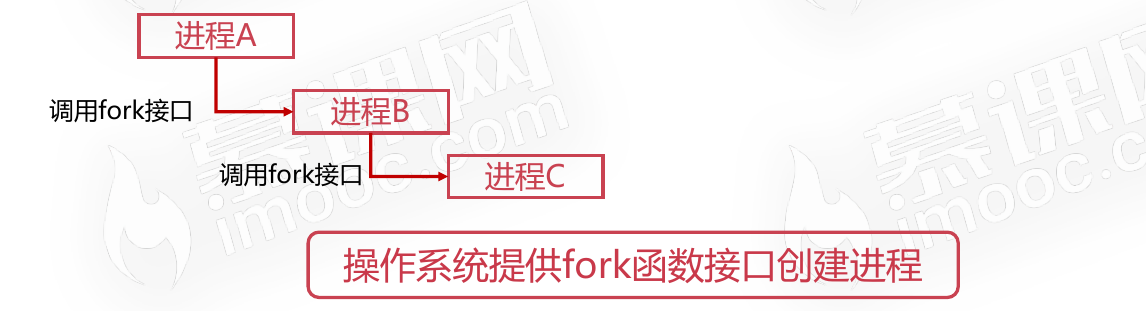 进程A
调用fork接口
进程B
调用fork接口
进程C
操作系统提供fork函数接口创建进程
慕课网
imooc.com
慕课网
imooc.com